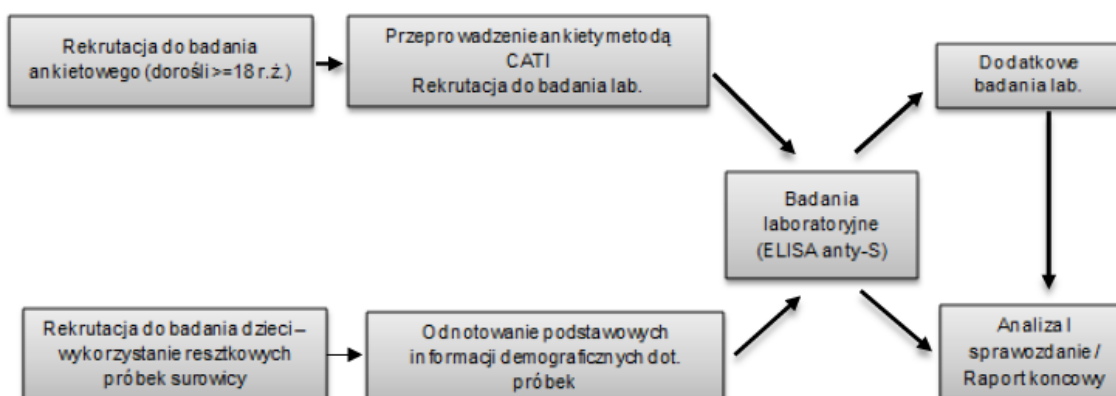 Rekrutacja do badania
ankietowego (dorośli >=18 r.ż.)
Przeprowadzenie ankiety metodą
CATI
Rekrutacja do badania lab.
Dodatkowe
badania lab.
Badania
laboratoryjne
(ELISA anty-S)
Rekrutacja do badania dzieci –
wykorzystanie resztkowych
próbek surowicy
Odnotowanie podstawowych
informacji demograficznych dot.
próbek
Analiza I
sprawozdanie /
Raport koncowy